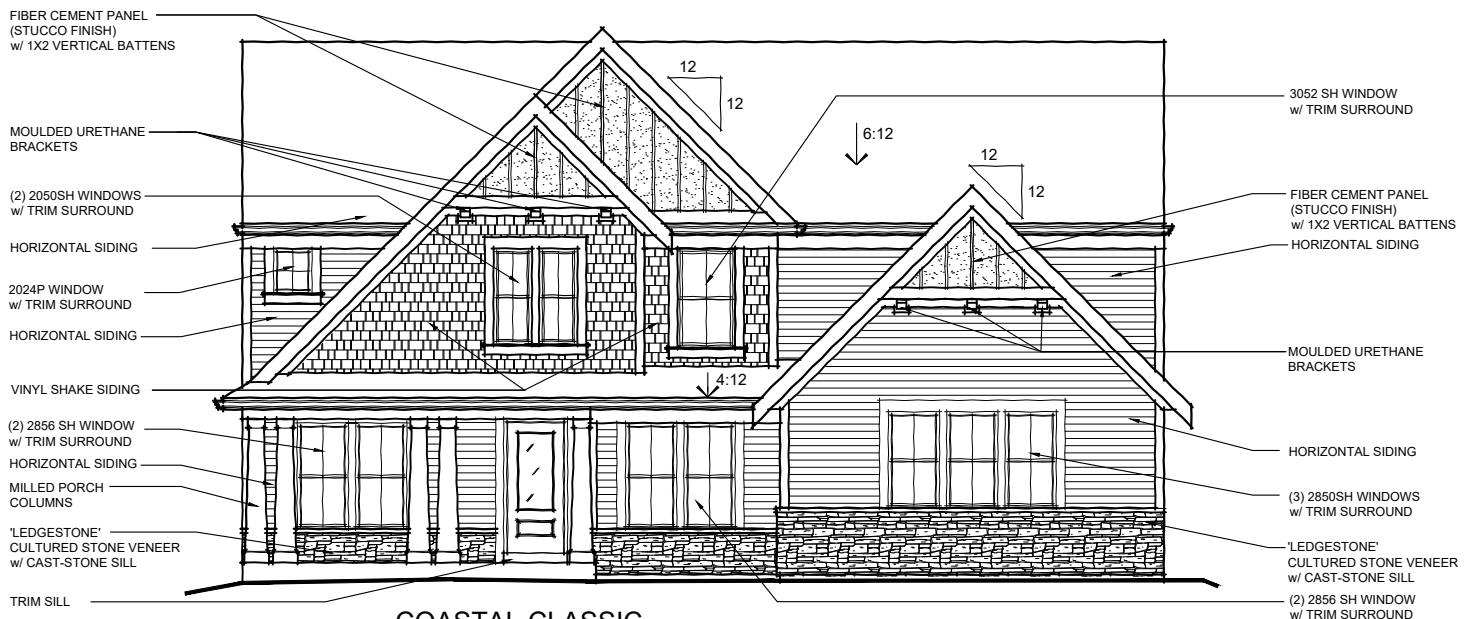 FIBER CEMENT PANEL
(STUCCO FINISH)
w/ 1X2 VERTICAL BATTENS
MOULDED URETHANE
BRACKETS
(2) 2050SH WINDOWS
w/ TRIM SURROUND
HORIZONTAL SIDING
2024P WINDOW
w/ TRIM SURROUND
HORIZONTAL SIDING
VINYL SHAKE SIDING
(2) 2856 SH WINDOW
w/ TRIM SURROUND
HORIZONTAL SIDING
MILLED PORCH
COLUMNS
'LEDGESTONE'
CULTURED STONE VENEER
w/ CAST-STONE SILL
TRIM SILL
12
12
6:12
12
12
4:12
3052 SH WINDOW
w/ TRIM SURROUND
FIBER CEMENT PANEL
(STUCCO FINISH)
w/ 1X2 VERTICAL BATTENS
HORIZONTAL SIDING
MOULDED URETHANE
BRACKETS
HORIZONTAL SIDING
(3) 2850SH WINDOWS
w/ TRIM SURROUND
'LEDGESTONE'
CULTURED STONE VENEER
w/ CAST-STONE SILL
(2) 2856 SH WINDOW
w/ TRIM SURROUND
COASTAL CLASSIC